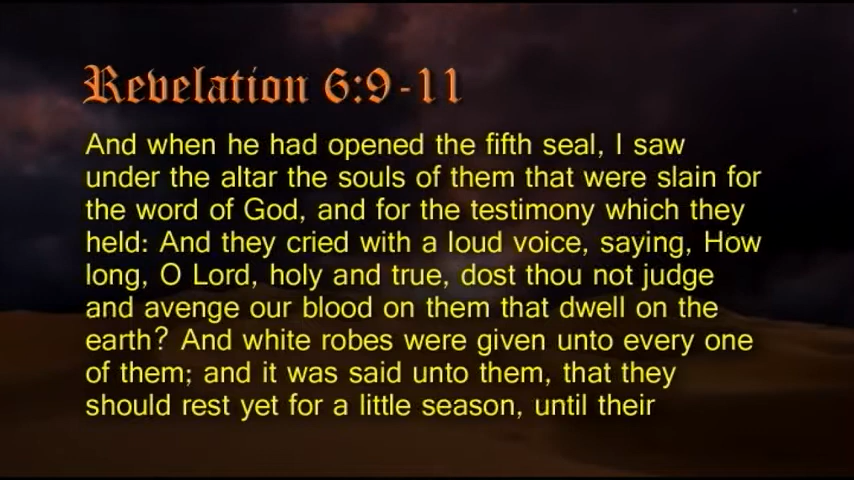 Revelation 6:9-11
And when he had opened the fifth seal, I saw
under the altar the souls of them that were slain for
the word of God, and for the testimony which they
held: And they cried with a loud voice, saying, How
long, O Lord, holy and true, dost thou not judge
and avenge our blood on them that dwell on the
earth? And white robes were given unto every one
of them; and it was said unto them, that they
should rest yet for a little season, until their